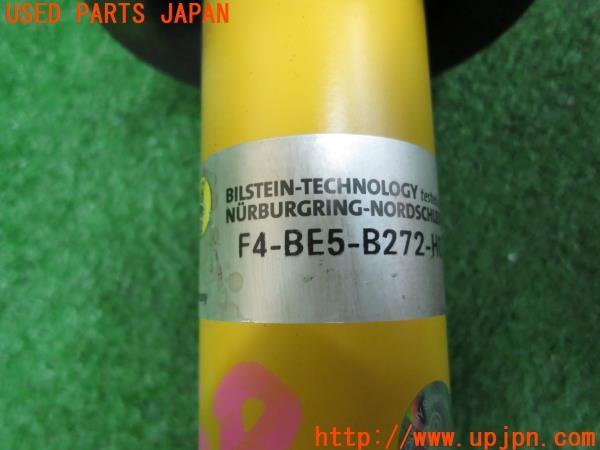 USED PARTS JAPAN
BILSTEIN-TECHNOLOGY
NÜRBURGRING-NORDSCHLE
F4-BE5-B272-H
http://www.upjpn.com